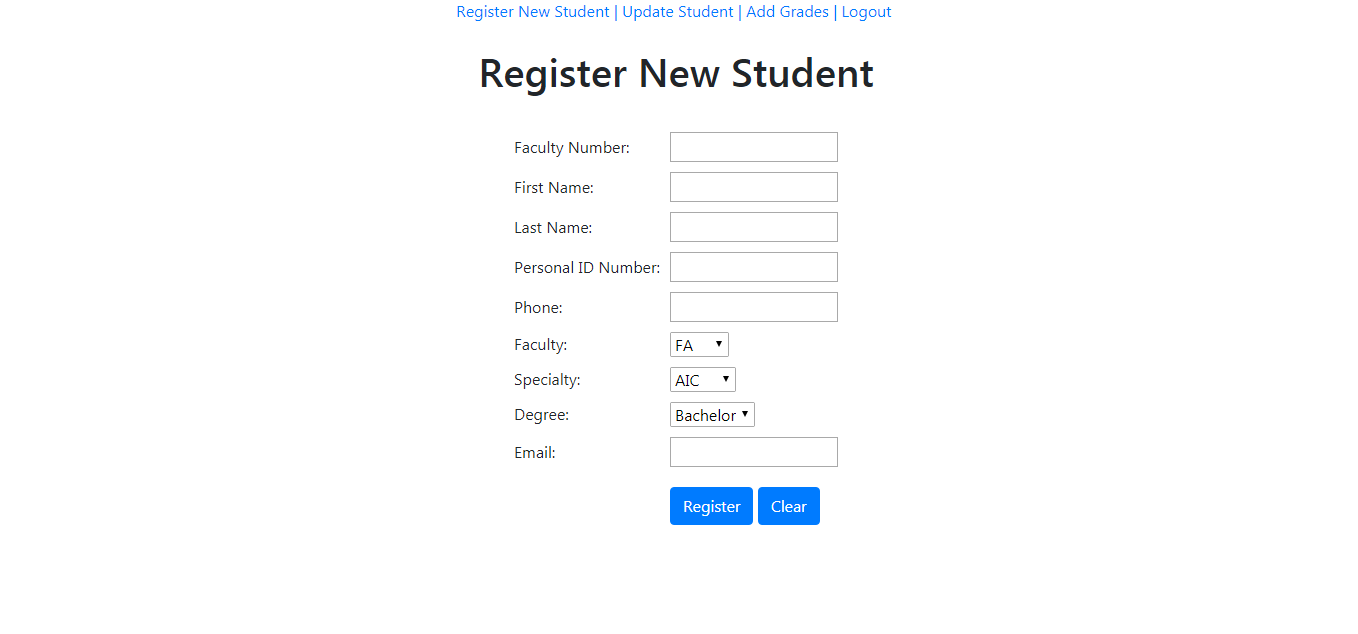 Register New Student | Update Student | Add Grades | Logout
Register New Student
Faculty Number:
First Name:
Last Name:
Personal ID Number:
Phone:
Faculty: FA
Specialty: AIC
Degree: Bachelor
Email:
Register Clear